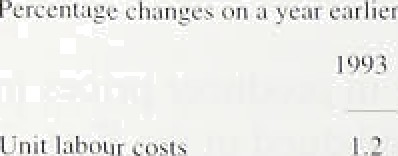 Percentage changes on a year earlier
1993
Unit labour costs 1.2